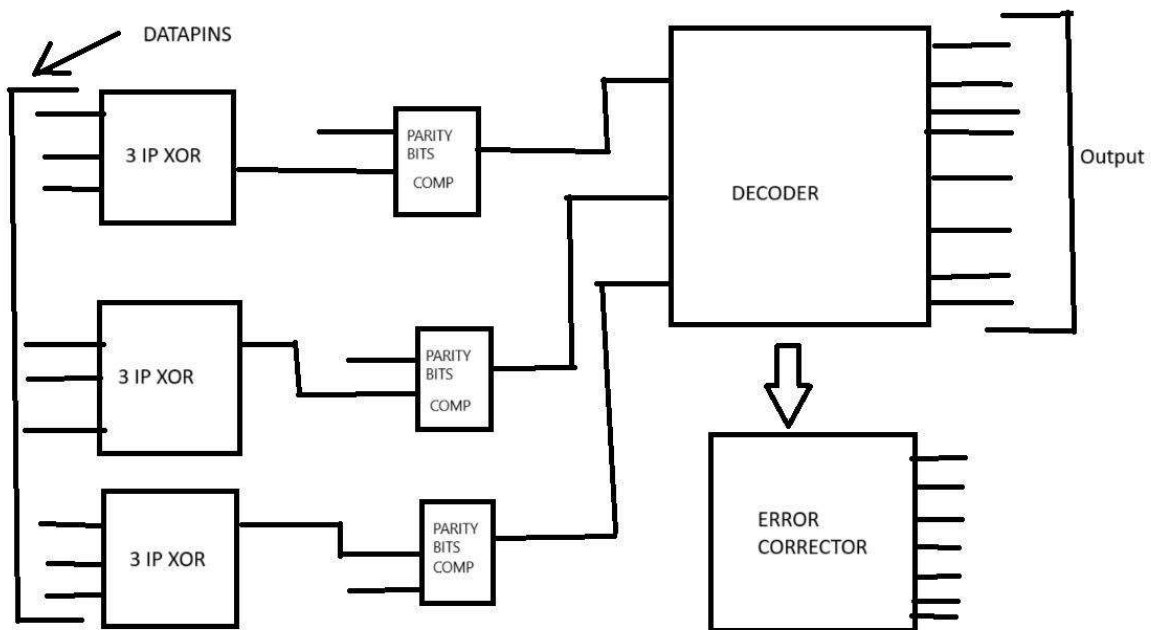 DATAPINS
3 IP XOR
PARITY
BITS
COMP
DECODER
Output
3 IP XOR
PARITY
BITS
COMP
3 IP XOR
PARITY
BITS
COMP
ERROR
CORRECTOR